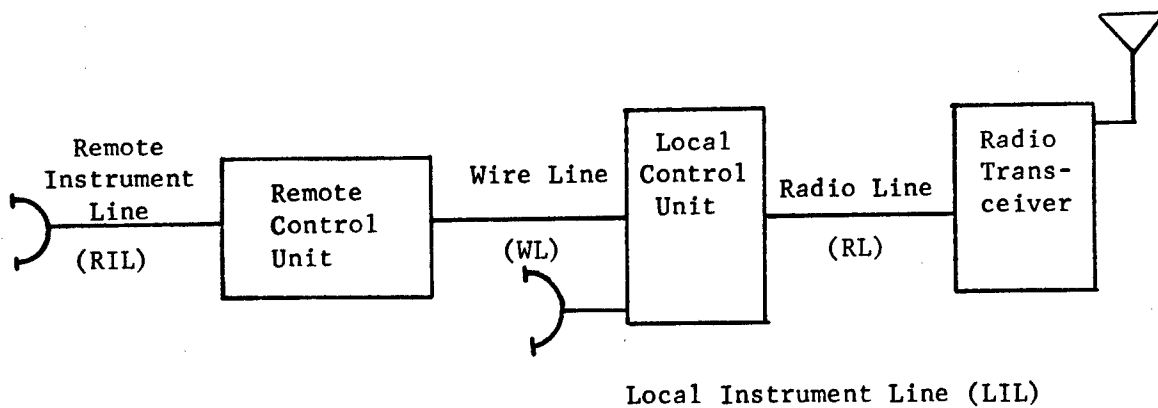 Remote
Instrument
Line
(RIL)
Remote
Control
Unit
Wire Line
(WL)
Local
Control
Unit
Radio Line
(RL)
Radio
Trans-
ceiver
Local Instrument Line (LIL)